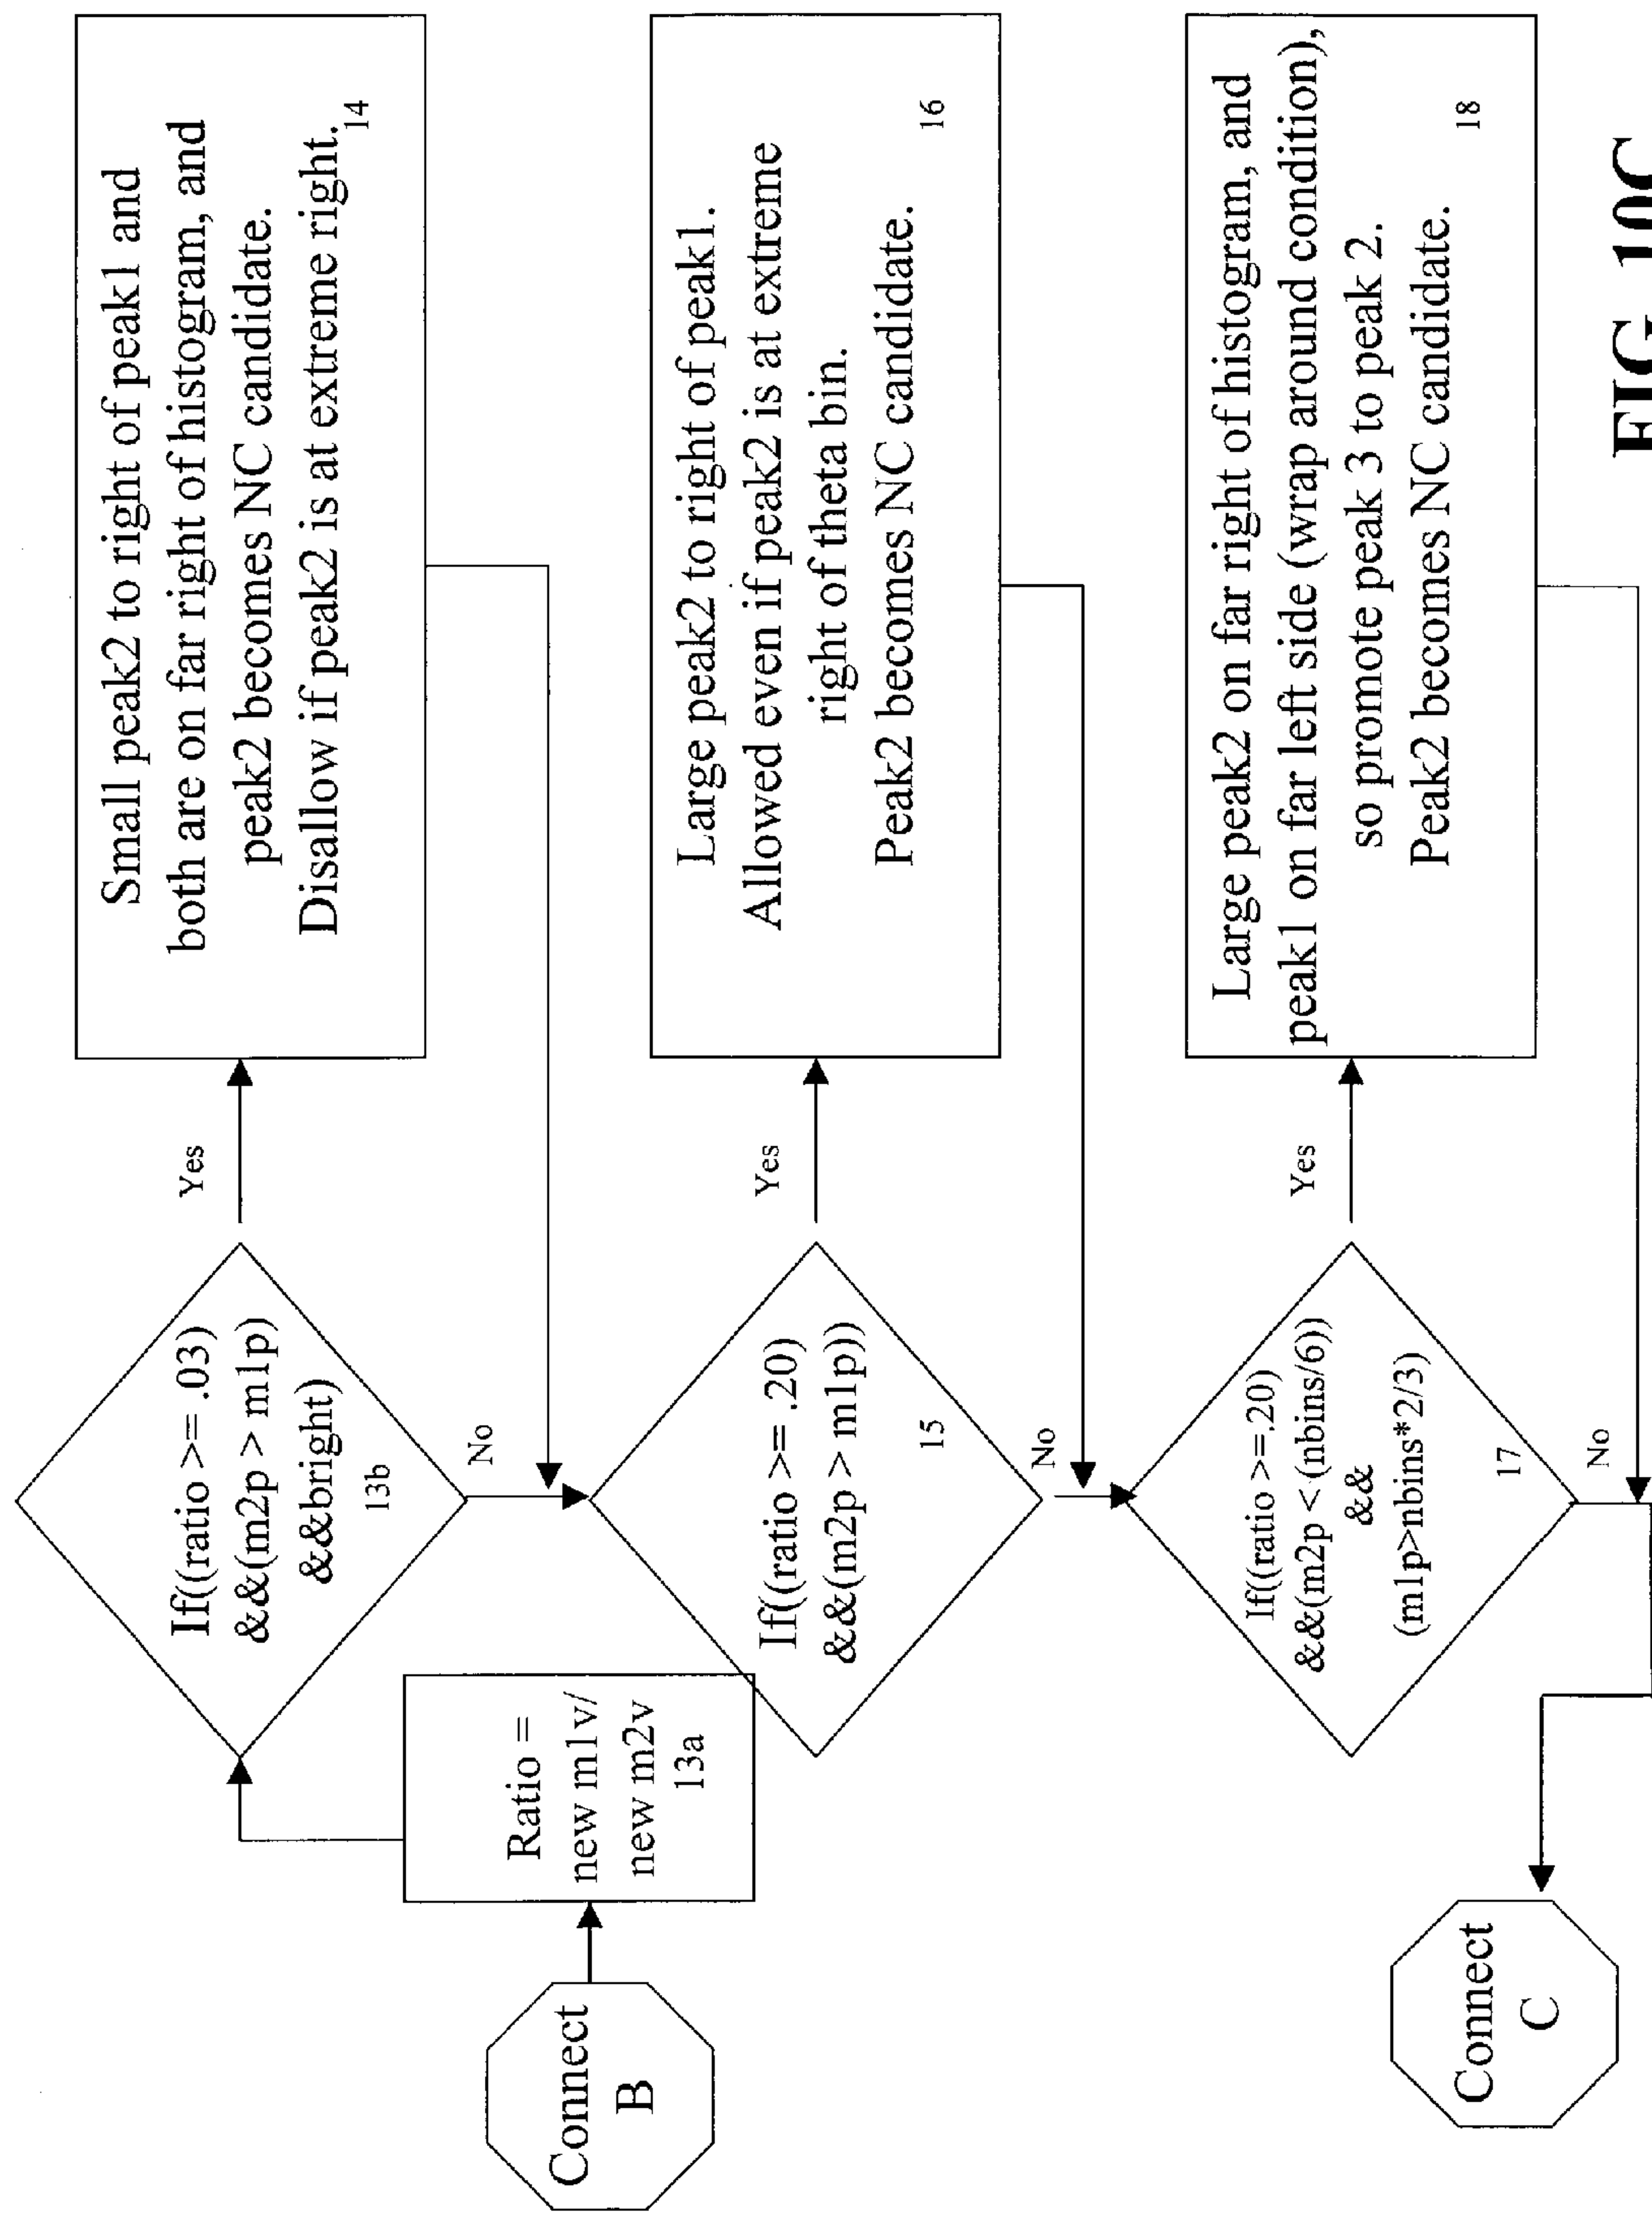 Connect
B
Ratio =
new m1v/
new m2v
13a
If((ratio >= .03)
&&(m2p > m1p)
&&bright)
13b
Yes
Small peak2 to right of peak1 and
both are on far right of histogram, and
peak2 becomes NC candidate.
Disallow if peak2 is at extreme right.
14
No
If((ratio >= .20)
&&(m2p > m1p))
15
Yes
Large peak2 to right of peak1.
Allowed even if peak2 is at extreme
right of theta bin.
Peak2 becomes NC candidate.
16
No
If((ratio >=.20)
&&(m2p <(nbins/6))
&&
(m1p>nbins*2/3)
17
Yes
Large peak2 on far right of histogram, and
peak1 on far left side (wrap around condition),
so promote peak 3 to peak 2.
Peak2 becomes NC candidate.
18
No
Connect
C
FIG 10C